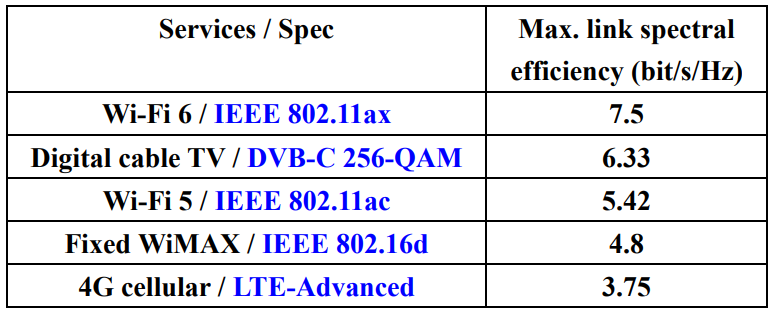 Services / Spec
Max. link spectral
efficiency (bit/s/Hz)
Wi-Fi 6 / IEEE 802.11ax
7.5
Digital cable TV / DVB-C 256-QAM
6.33
Wi-Fi 5 / IEEE 802.11ac
5.42
Fixed WiMAX / IEEE 802.16d
4.8
4G cellular / LTE-Advanced
3.75